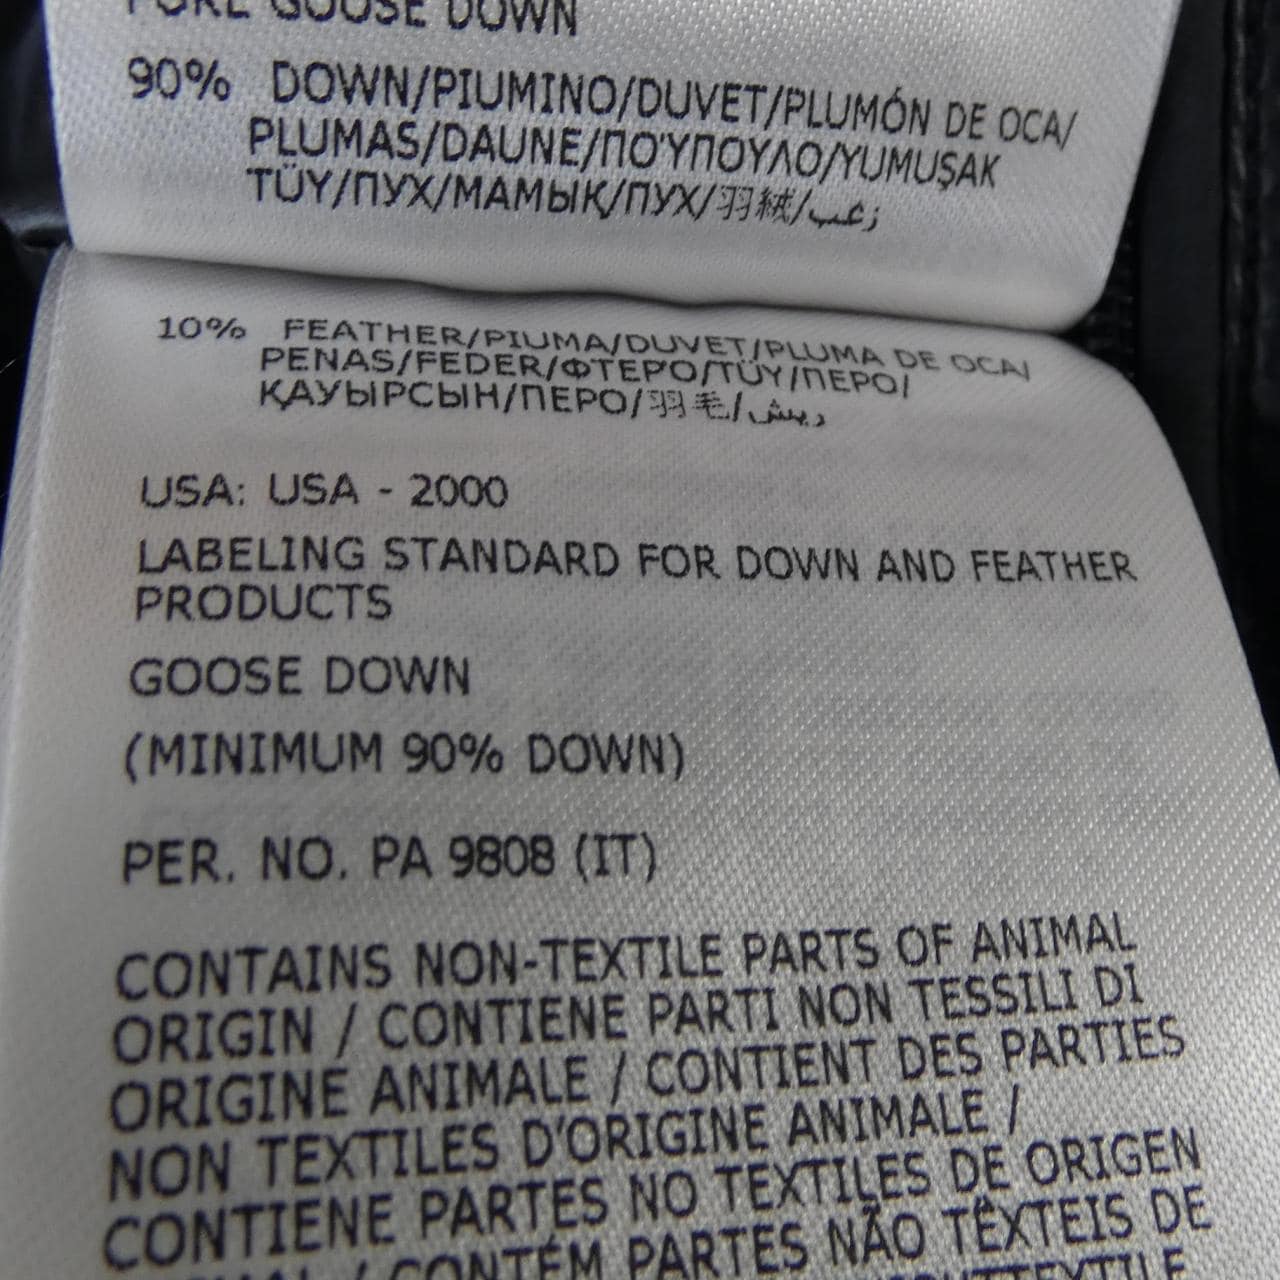 PURE GOOSE DOWN
90% DOWN/PIUMINO/DUVET/PLUMÓN DE OCA/
PLUMAS/DAUNE/ΠΟΎΠΟΥΛΟ/YUMUŞAK
TÜY/ПУХ/МАМЫҚ/ПУХ/羽絨/زغب
10% FEATHER/PIUMA/DUVET/PLUMA DE OCA/
PENAS/FEDER/ΦΤΕΡΟ/TÜY/ПЕРО/
ҚАУЫРСЫН/ПЕРО/羽毛/ريش
USA: USA - 2000
LABELING STANDARD FOR DOWN AND FEATHER
PRODUCTS
GOOSE DOWN
(MINIMUM 90% DOWN)
PER. NO. PA 9808 (IT)
CONTAINS NON-TEXTILE PARTS OF ANIMAL
ORIGIN / CONTIENE PARTI NON TESSILI DI
ORIGINE ANIMALE / CONTIENT DES PARTIES
NON TEXTILES D'ORIGINE ANIMALE /
CONTIENE PARTES NO TEXTILES DE ORIGEN
/ CONTÉM PARTES NÃO TÊXTEIS DE